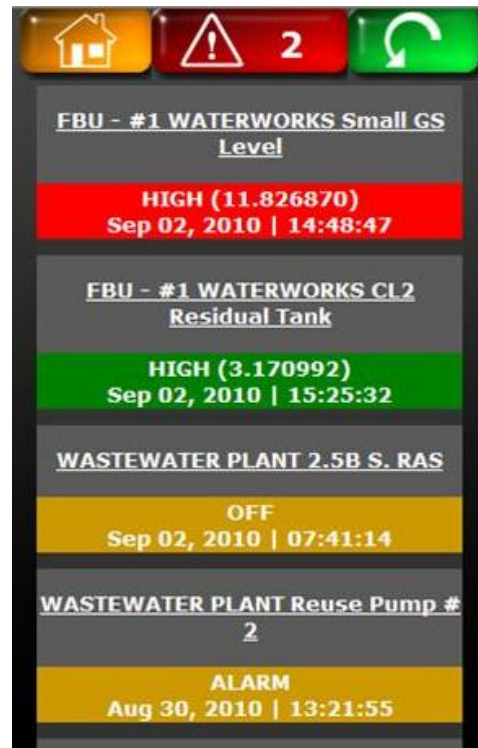 2
FBU - #1 WATERWORKS Small GS
Level
HIGH (11.826870)
Sep 02, 2010 | 14:48:47
FBU - #1 WATERWORKS CL2
Residual Tank
HIGH (3.170992)
Sep 02, 2010 | 15:25:32
WASTEWATER PLANT 2.5B S. RAS
OFF
Sep 02, 2010 | 07:41:14
WASTEWATER PLANT Reuse Pump #
2
ALARM
Aug 30, 2010 | 13:21:55